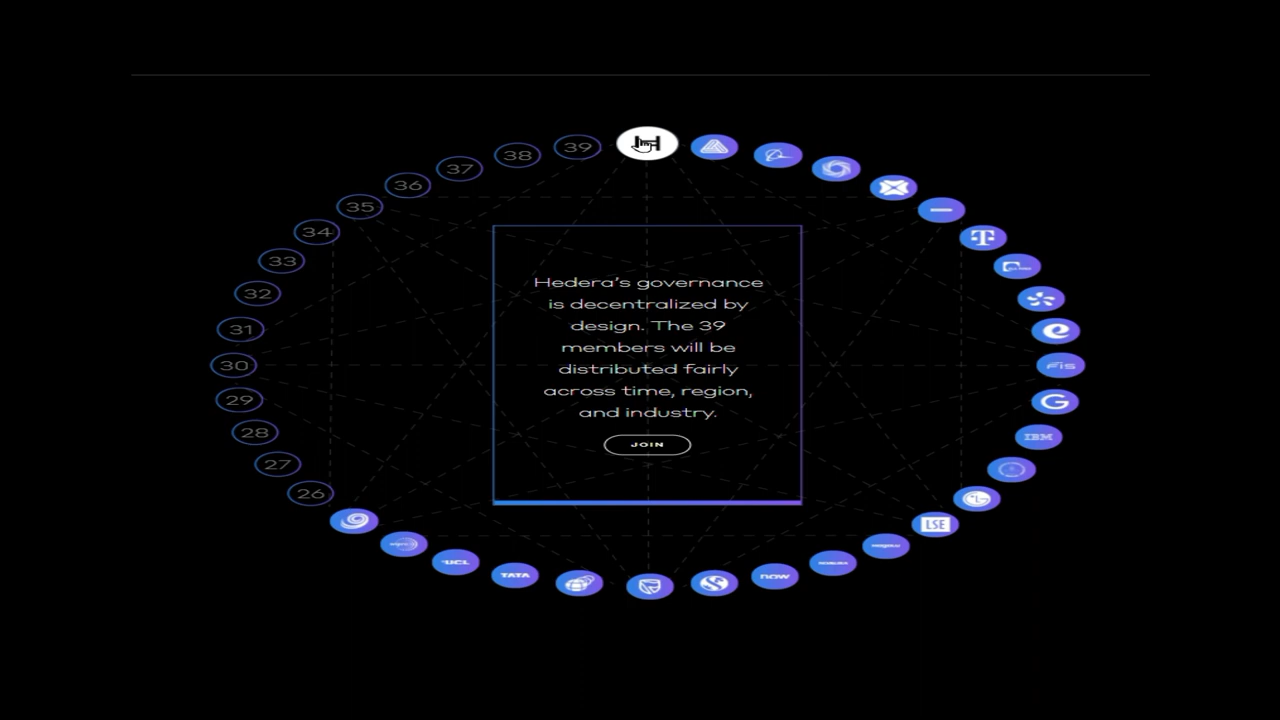 39
38
37
36
35
34
33
32
31
30
29
28
27
26
H
T
Hedera's governance
is decentralized by
design. The 39
members will be
distributed fairly
across time, region,
and industry.
JOIN
FIS
G
IBM
LG
LSE
now
TATA
UCL
wipro